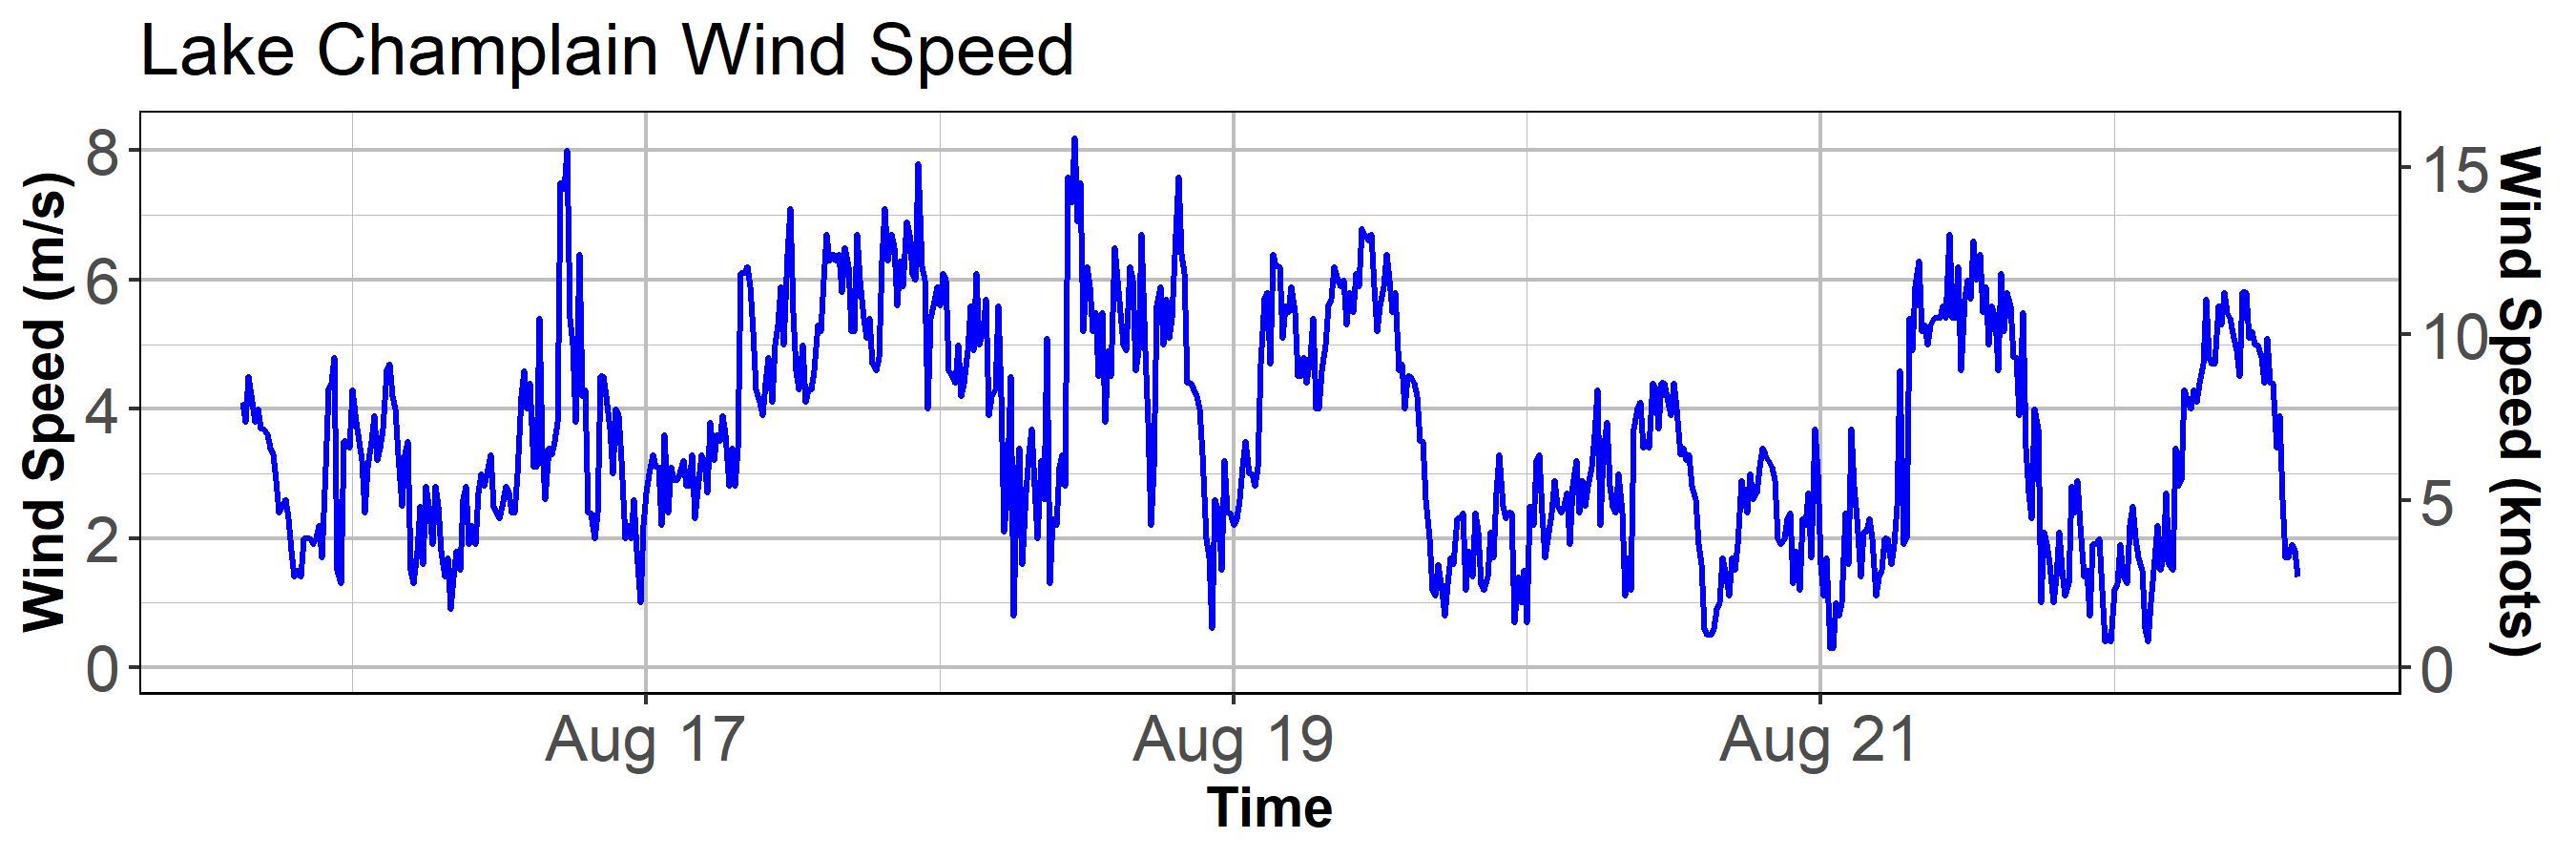 Lake Champlain Wind Speed
Wind Speed (m/s)
8
6
4
2
0
15
10
5
0
Wind Speed (knots)
Aug 17
Aug 19
Aug 21
Time